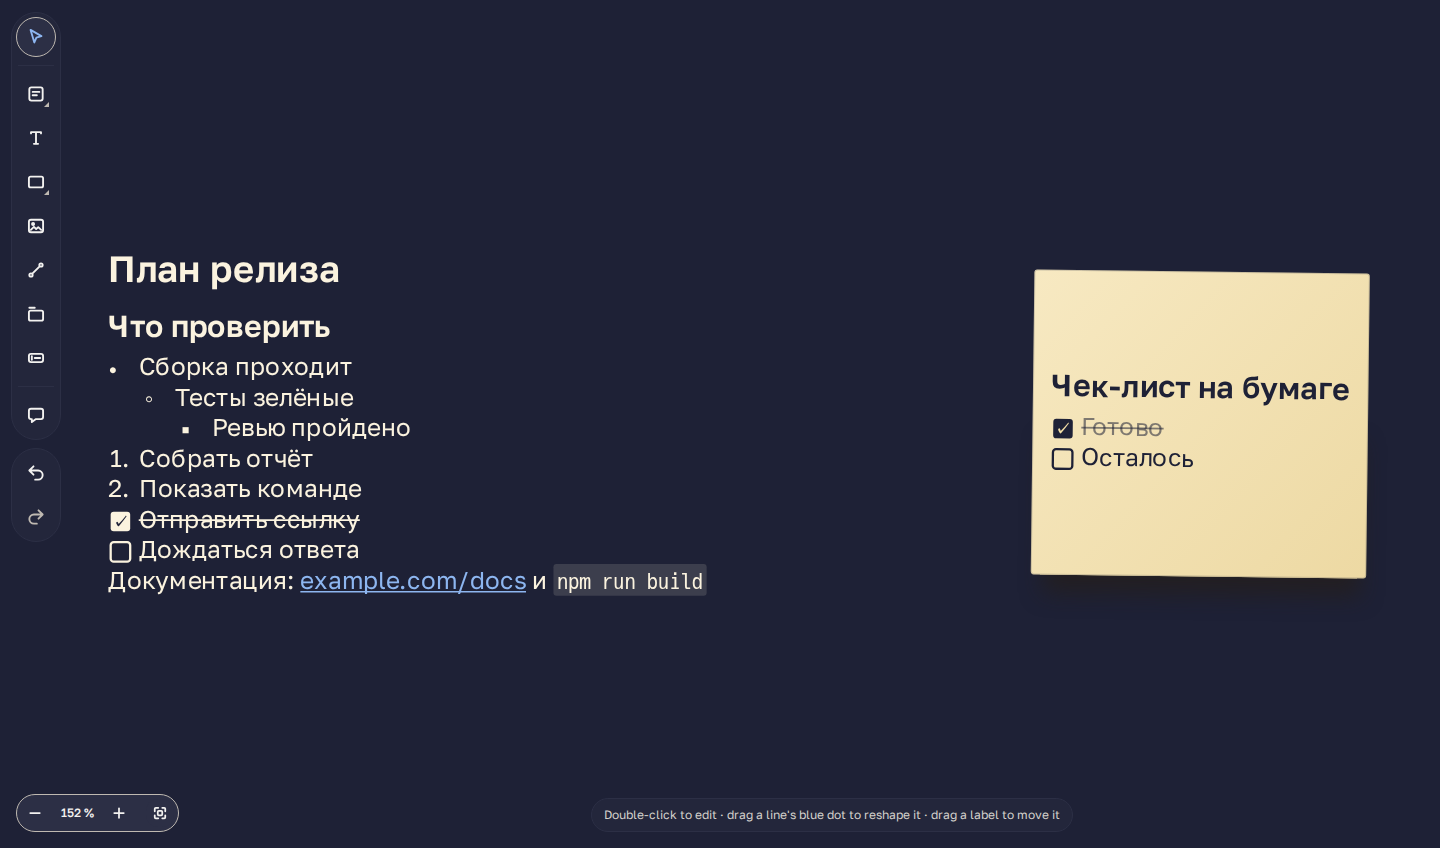 План релиза
Что проверить
• Сборка проходит
◦ Тесты зелёные
▪ Ревью пройдено
1. Собрать отчёт
2. Показать команде
☑ Отправить ссылку
☐ Дождаться ответа
Документация: example.com/docs и npm run build
Чек-лист на бумаге
☑ Готово
☐ Осталось
152 %
Double-click to edit · drag a line's blue dot to reshape it · drag a label to move it